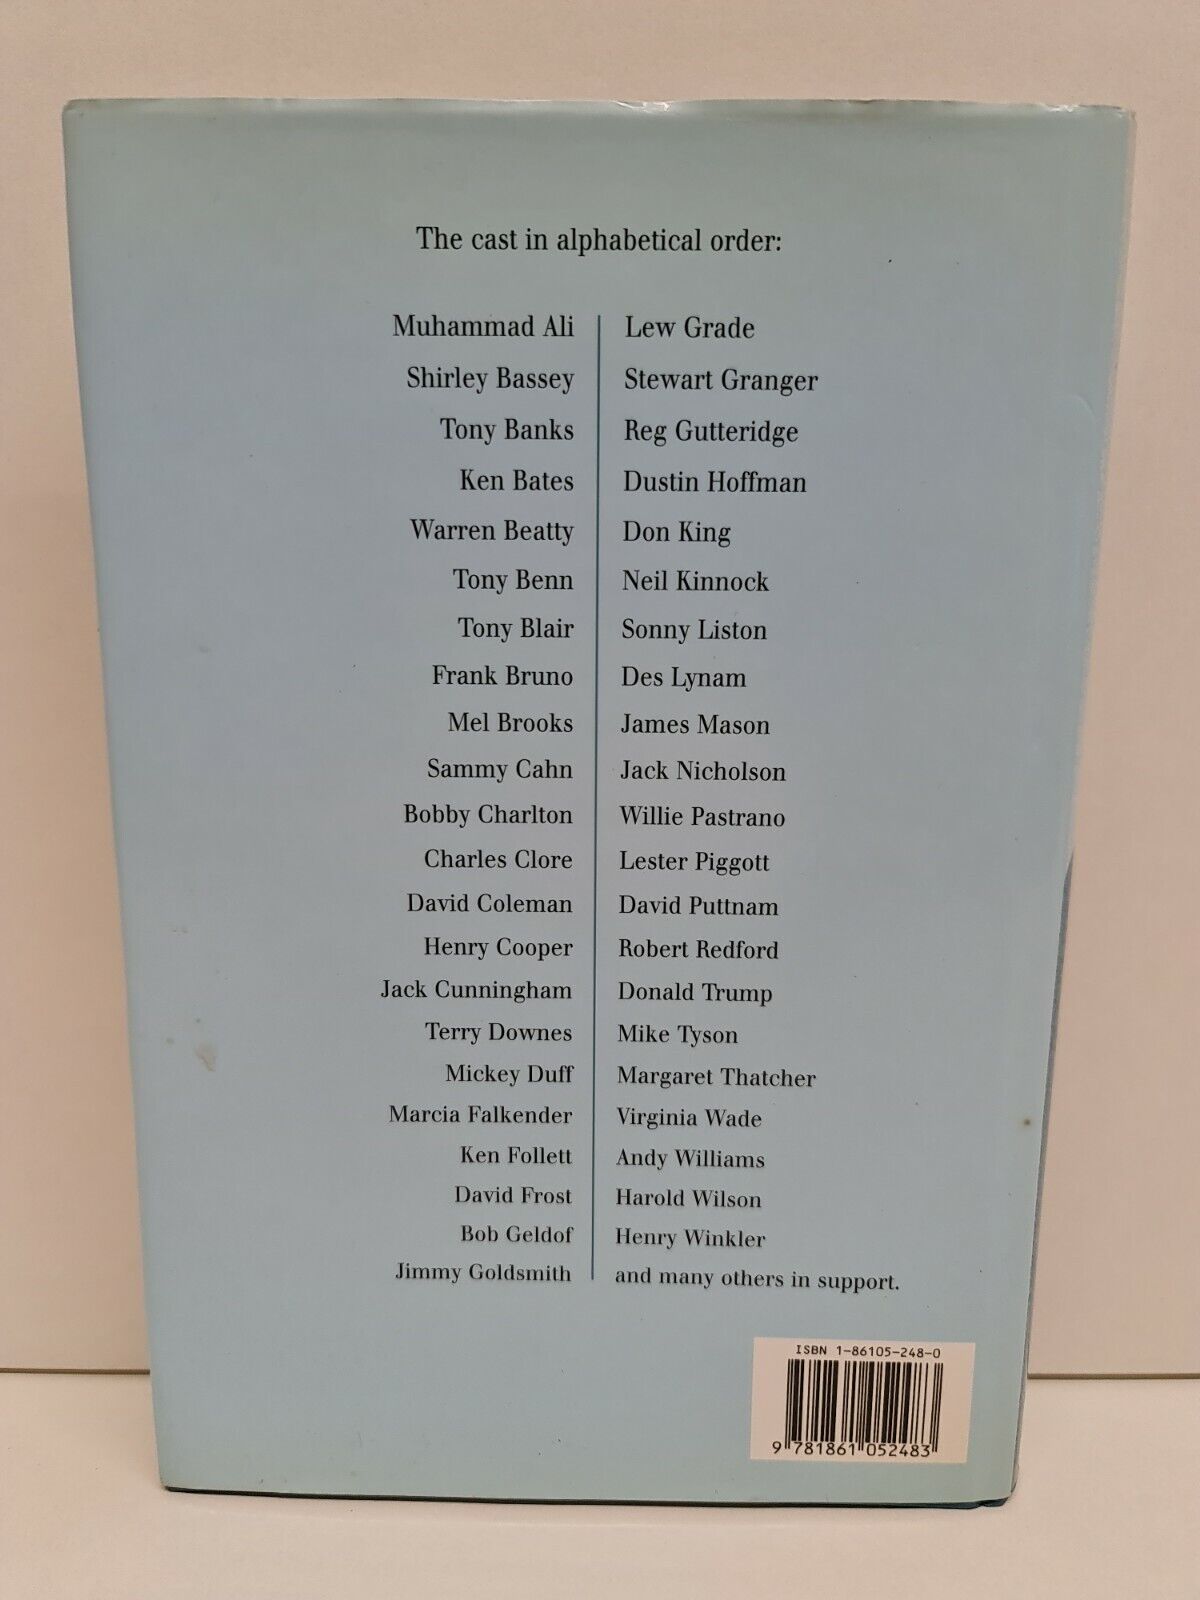 The cast in alphabetical order:
Muhammad Ali
Shirley Bassey
Tony Banks
Ken Bates
Warren Beatty
Tony Benn
Tony Blair
Frank Bruno
Mel Brooks
Sammy Cahn
Bobby Charlton
Charles Clore
David Coleman
Henry Cooper
Jack Cunningham
Terry Downes
Mickey Duff
Marcia Falkender
Ken Follett
David Frost
Bob Geldof
Jimmy Goldsmith
Lew Grade
Stewart Granger
Reg Gutteridge
Dustin Hoffman
Don King
Neil Kinnock
Sonny Liston
Des Lynam
James Mason
Jack Nicholson
Willie Pastrano
Lester Piggott
David Puttnam
Robert Redford
Donald Trump
Mike Tyson
Margaret Thatcher
Virginia Wade
Andy Williams
Harold Wilson
Henry Winkler
and many others in support.
ISBN 1-86105-248-0
9 781861 052483